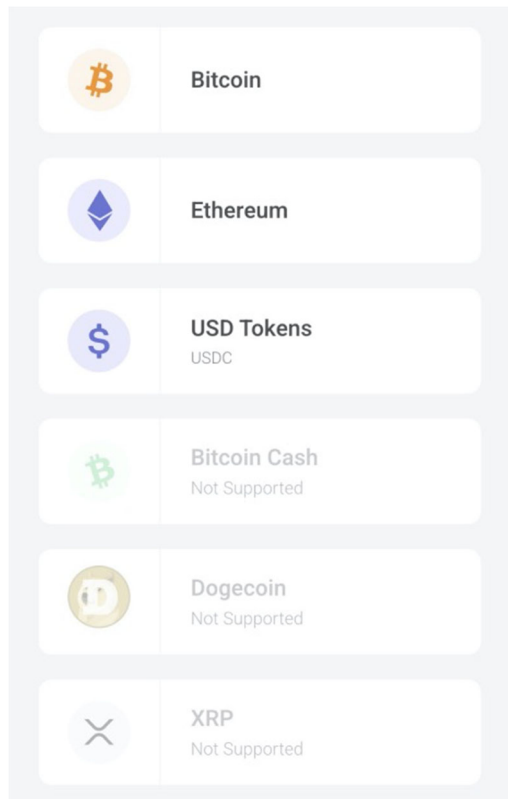 Bitcoin
Ethereum
USD Tokens
USDC
Bitcoin Cash
Not Supported
Dogecoin
Not Supported
XRP
Not Supported